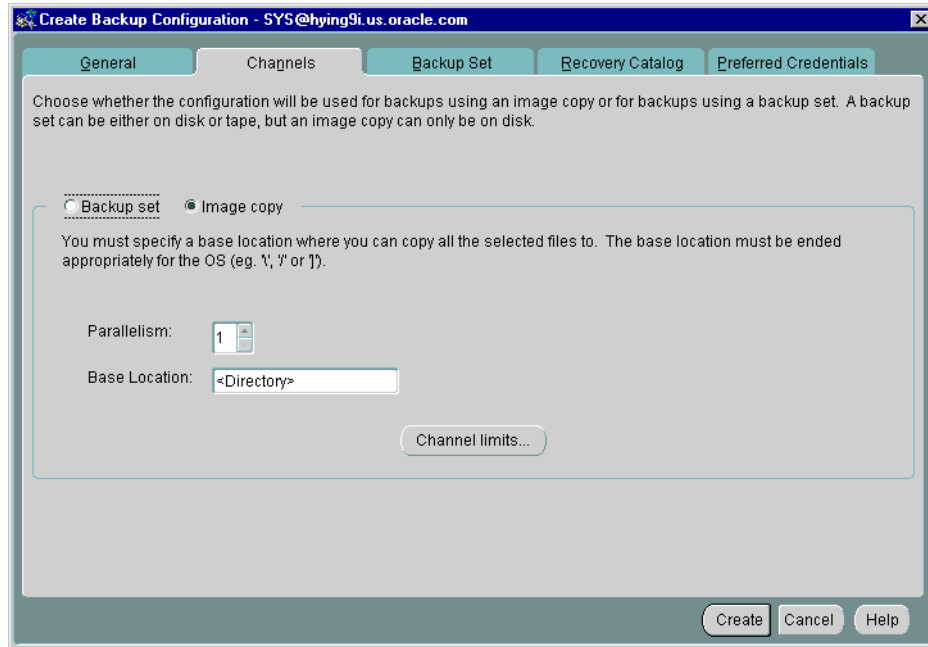 Create Backup Configuration - SYS@hying9i.us.oracle.com
General
Channels
Backup Set
Recovery Catalog
Preferred Credentials
Choose whether the configuration will be used for backups using an image copy or for backups using a backup set. A backup
set can be either on disk or tape, but an image copy can only be on disk.
Backup set
Image copy
You must specify a base location where you can copy all the selected files to. The base location must be ended
appropriately for the OS (eg. '\', '/' or ']').
Parallelism:
1
Base Location:
<Directory>
Channel limits...
Create
Cancel
Help